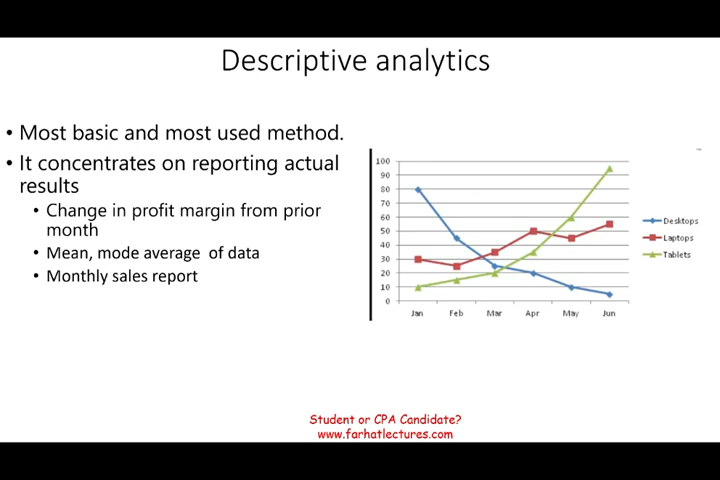 Descriptive analytics
• Most basic and most used method.
• It concentrates on reporting actual
results
• Change in profit margin from prior
month
• Mean, mode average of data
• Monthly sales report
100
90
80
70
60
50
40
30
20
10
0
Jan Feb Mar Apr May Jun
Desktops
Laptops
Tablets
Student or CPA Candidate?
www.farhatlectures.com